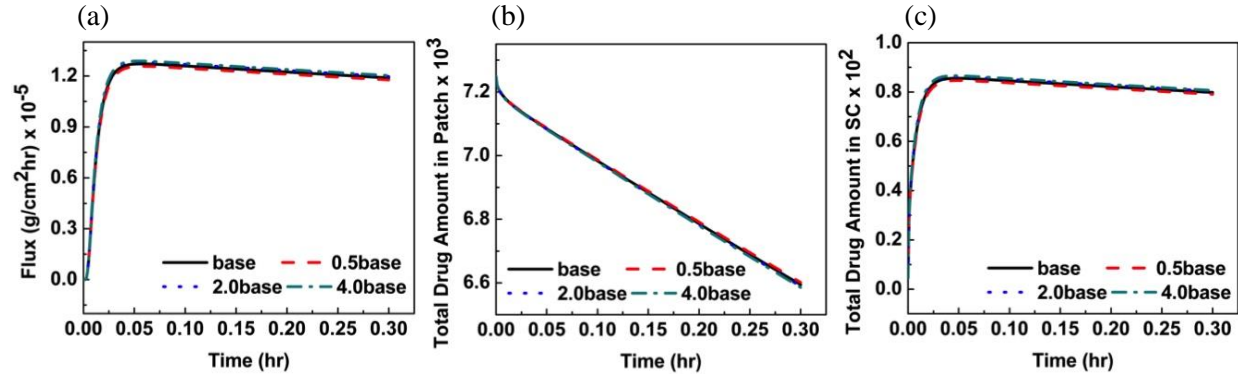 (a)
Flux (g/cm²hr) x 10⁻⁵
1.2
0.9
0.6
0.3
0.0
base 0.5base
2.0base 4.0base
0.00 0.05 0.10 0.15 0.20 0.25 0.30
Time (hr)
(b)
Total Drug Amount in Patch x 10³
7.2
7.0
6.8
6.6
base 0.5base
2.0base 4.0base
0.00 0.05 0.10 0.15 0.20 0.25 0.30
Time (hr)
(c)
Total Drug Amount in SC x 10²
1.0
0.8
0.6
0.4
0.2
0.0
base 0.5base
2.0base 4.0base
0.00 0.05 0.10 0.15 0.20 0.25 0.30
Time (hr)